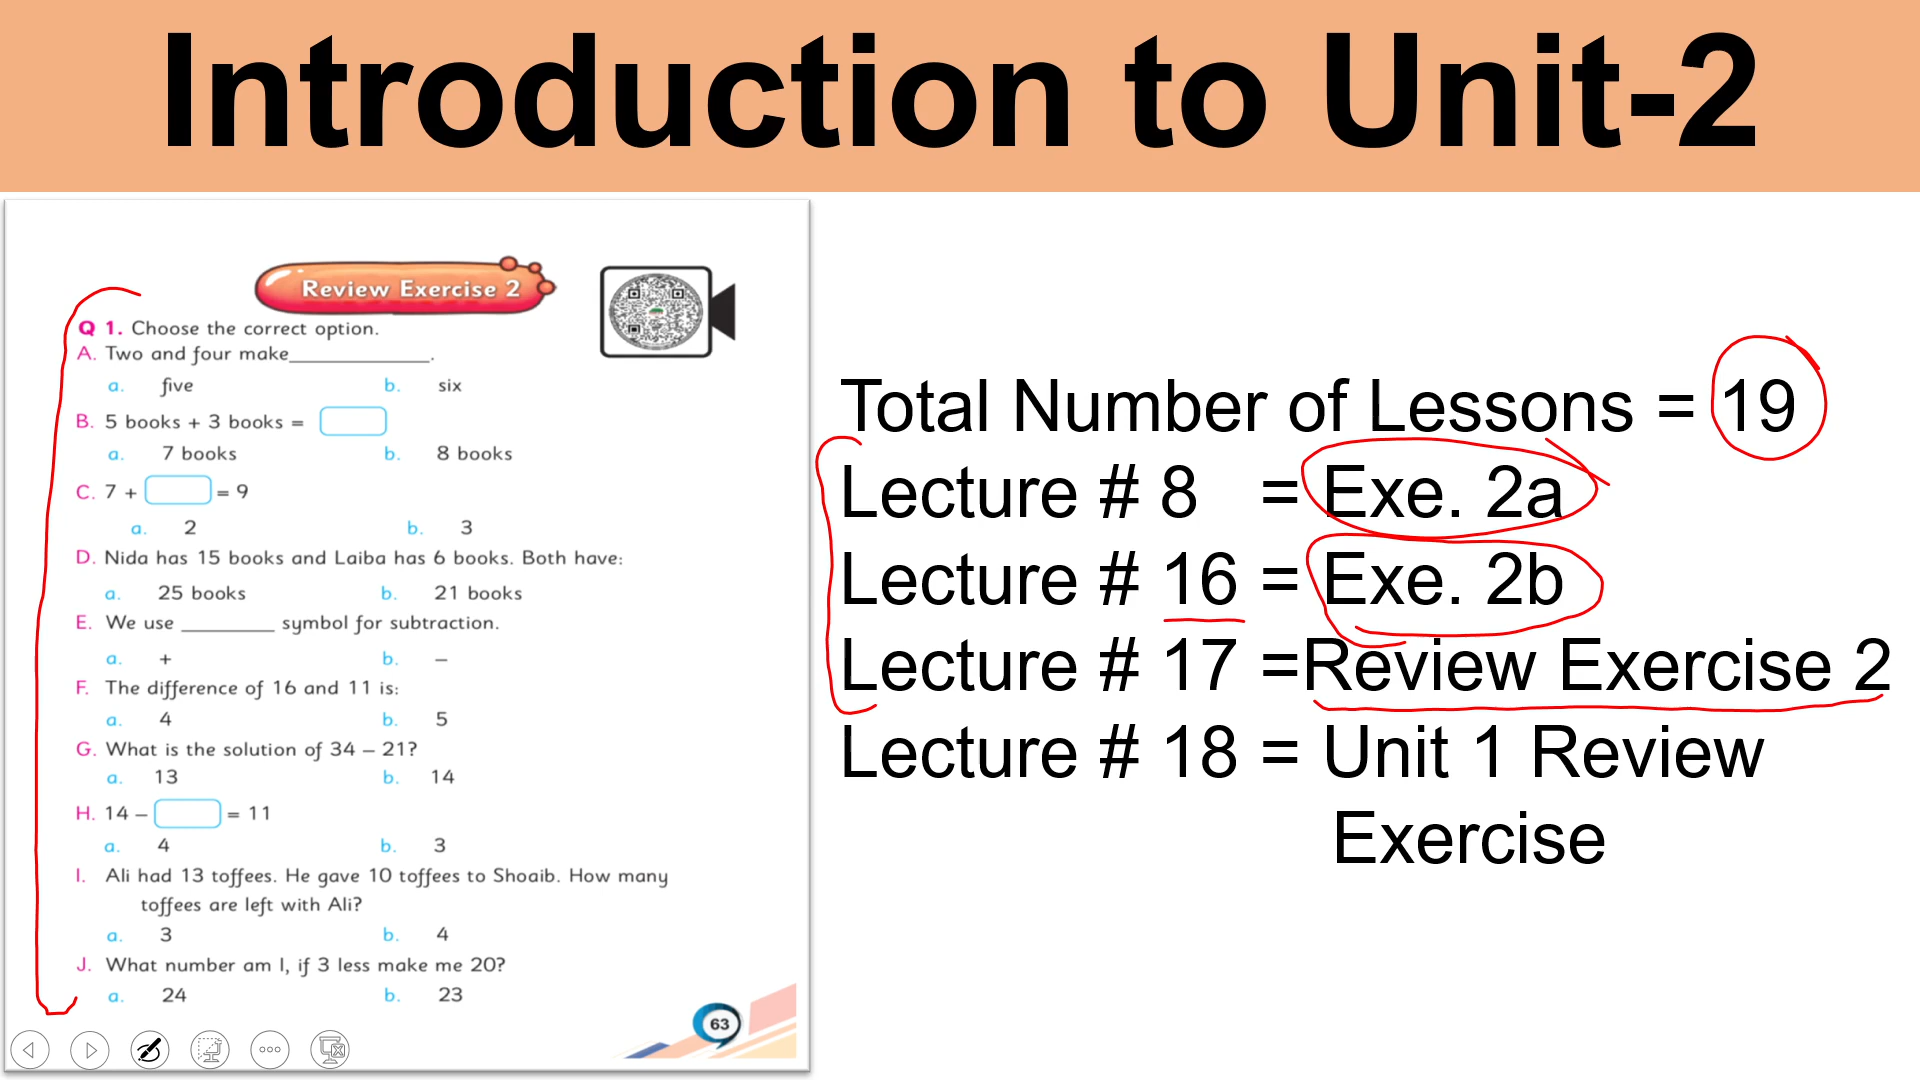 Introduction to Unit-2
Review Exercise 2
Q 1. Choose the correct option.
A. Two and four make____________.
a. five b. six
B. 5 books + 3 books =
a. 7 books b. 8 books
C. 7 + = 9
a. 2 b. 3
D. Nida has 15 books and Laiba has 6 books. Both have:
a. 25 books b. 21 books
E. We use ________ symbol for subtraction.
a. + b. –
F. The difference of 16 and 11 is:
a. 4 b. 5
G. What is the solution of 34 – 21?
a. 13 b. 14
H. 14 – = 11
a. 4 b. 3
I. Ali had 13 toffees. He gave 10 toffees to Shoaib. How many
toffees are left with Ali?
a. 3 b. 4
J. What number am I, if 3 less make me 20?
a. 24 b. 23
63
Total Number of Lessons = 19
Lecture # 8 = Exe. 2a
Lecture # 16 = Exe. 2b
Lecture # 17 =Review Exercise 2
Lecture # 18 = Unit 1 Review
Exercise